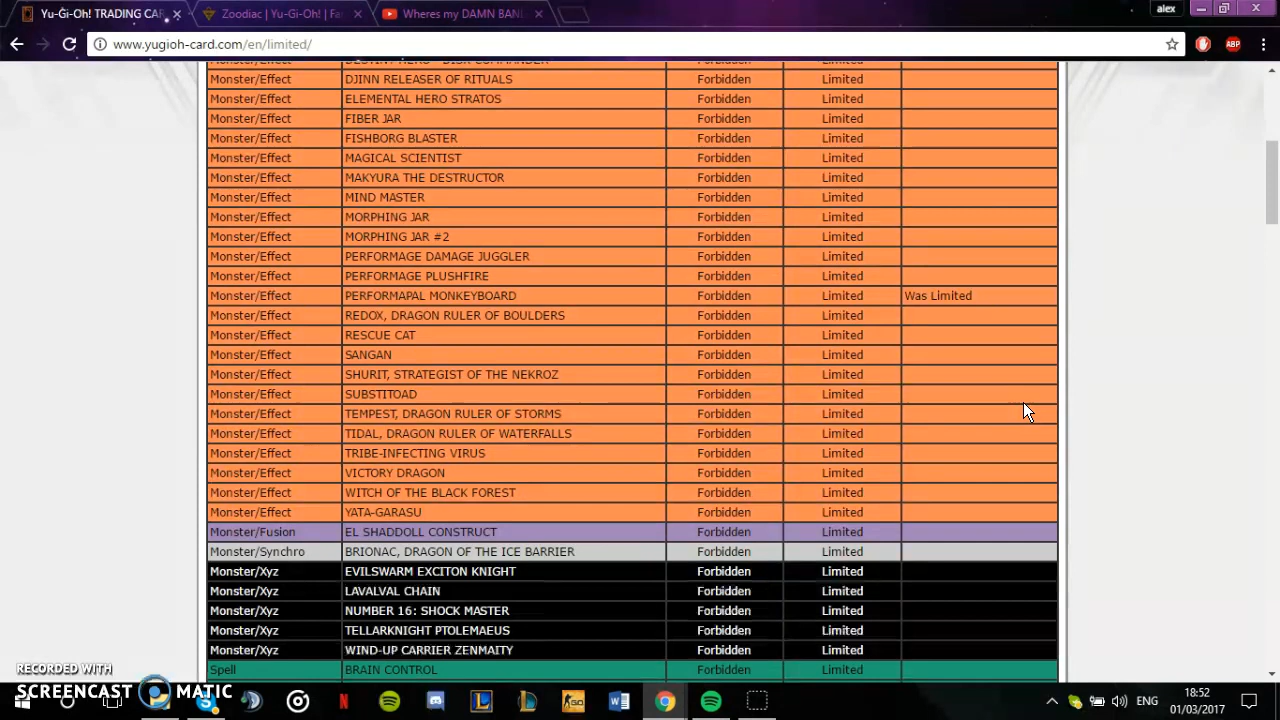 Yu-Gi-Oh! TRADING CAR
Zoodiac | Yu-Gi-Oh! | Fan
Wheres my DAMN BANL
alex
www.yugioh-card.com/en/limited/
ABP
Monster/Effect DJINN RELEASER OF RITUALS Forbidden Limited
Monster/Effect ELEMENTAL HERO STRATOS Forbidden Limited
Monster/Effect FIBER JAR Forbidden Limited
Monster/Effect FISHBORG BLASTER Forbidden Limited
Monster/Effect MAGICAL SCIENTIST Forbidden Limited
Monster/Effect MAKYURA THE DESTRUCTOR Forbidden Limited
Monster/Effect MIND MASTER Forbidden Limited
Monster/Effect MORPHING JAR Forbidden Limited
Monster/Effect MORPHING JAR #2 Forbidden Limited
Monster/Effect PERFORMAGE DAMAGE JUGGLER Forbidden Limited
Monster/Effect PERFORMAGE PLUSHFIRE Forbidden Limited
Monster/Effect PERFORMAPAL MONKEYBOARD Forbidden Limited Was Limited
Monster/Effect REDOX, DRAGON RULER OF BOULDERS Forbidden Limited
Monster/Effect RESCUE CAT Forbidden Limited
Monster/Effect SANGAN Forbidden Limited
Monster/Effect SHURIT, STRATEGIST OF THE NEKROZ Forbidden Limited
Monster/Effect SUBSTITOAD Forbidden Limited
Monster/Effect TEMPEST, DRAGON RULER OF STORMS Forbidden Limited
Monster/Effect TIDAL, DRAGON RULER OF WATERFALLS Forbidden Limited
Monster/Effect TRIBE-INFECTING VIRUS Forbidden Limited
Monster/Effect VICTORY DRAGON Forbidden Limited
Monster/Effect WITCH OF THE BLACK FOREST Forbidden Limited
Monster/Effect YATA-GARASU Forbidden Limited
Monster/Fusion EL SHADDOLL CONSTRUCT Forbidden Limited
Monster/Synchro BRIONAC, DRAGON OF THE ICE BARRIER Forbidden Limited
Monster/Xyz EVILSWARM EXCITON KNIGHT Forbidden Limited
Monster/Xyz LAVALVAL CHAIN Forbidden Limited
Monster/Xyz NUMBER 16: SHOCK MASTER Forbidden Limited
Monster/Xyz TELLARKNIGHT PTOLEMAEUS Forbidden Limited
Monster/Xyz WIND-UP CARRIER ZENMAITY Forbidden Limited
Spell BRAIN CONTROL Forbidden Limited
RECORDED WITH
SCREENCAST MATIC
ENG
18:52
01/03/2017